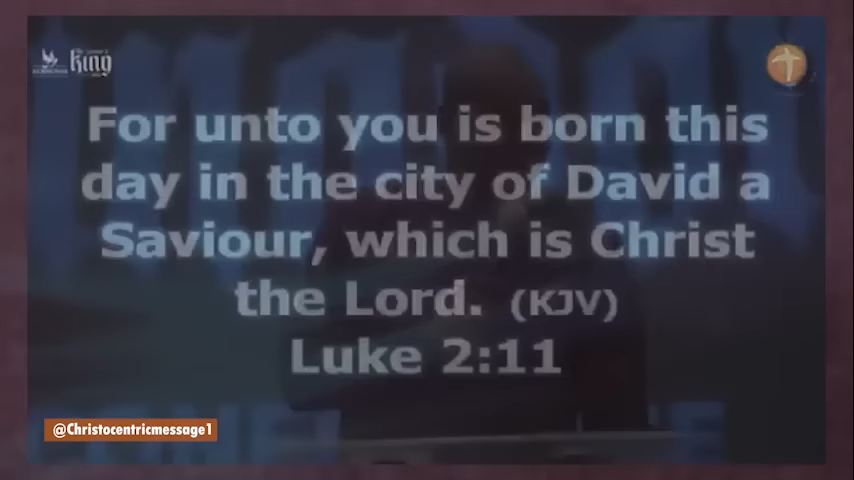 King
For unto you is born this
day in the city of David a
Saviour, which is Christ
the Lord. (KJV)
Luke 2:11
@Christocentricmessage1